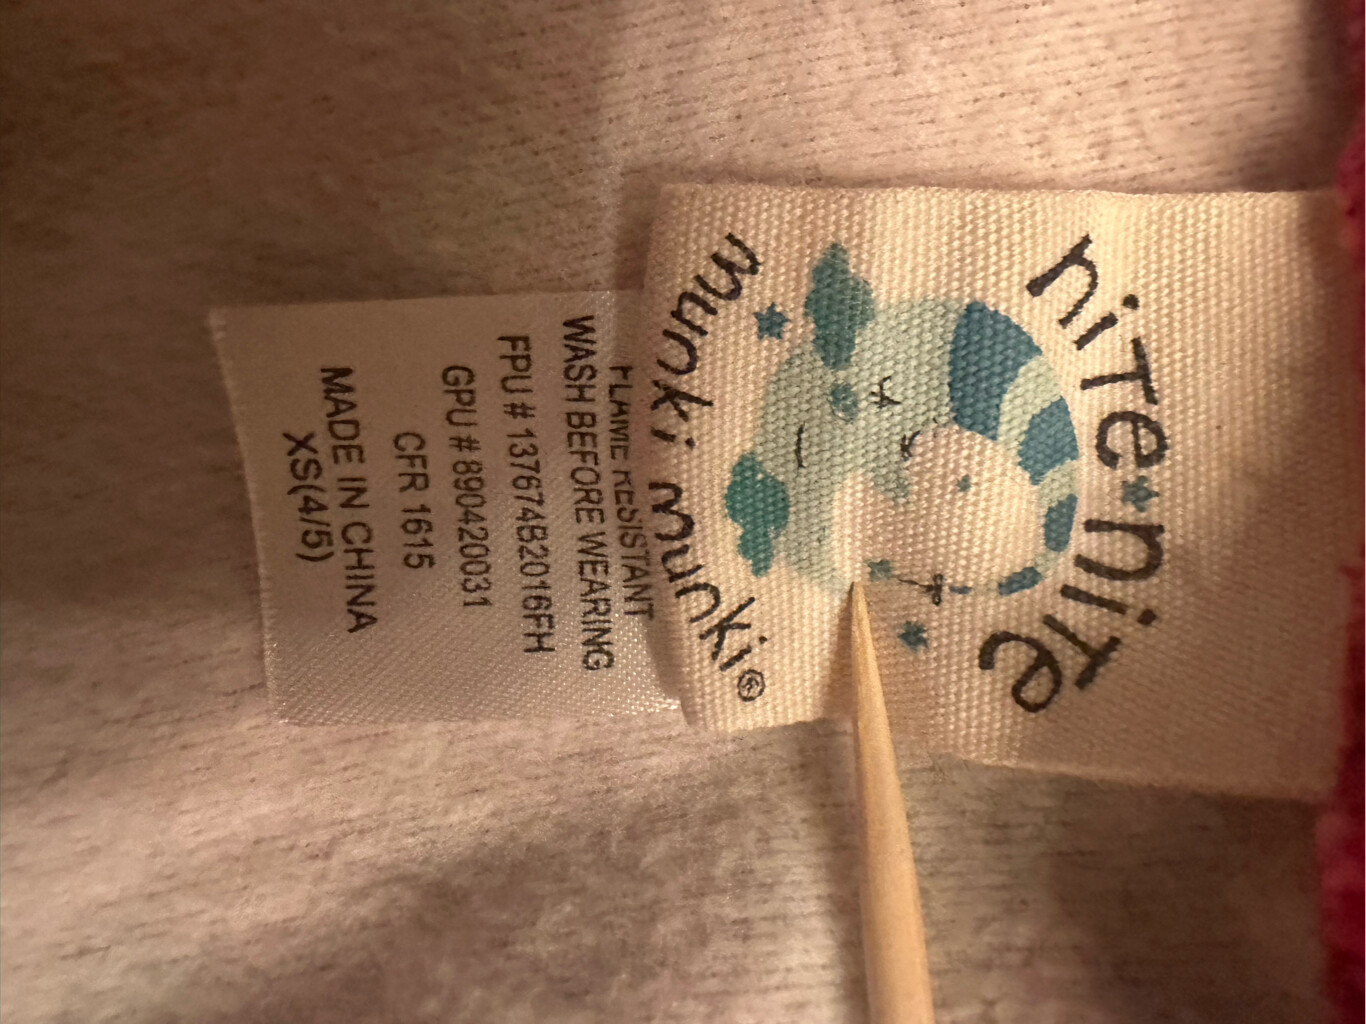 nite★nite
munki munki®
FLAME RESISTANT
WASH BEFORE WEARING
FPU # 137674B2016FH
GPU # 890420031
CFR 1615
MADE IN CHINA
XS(4/5)